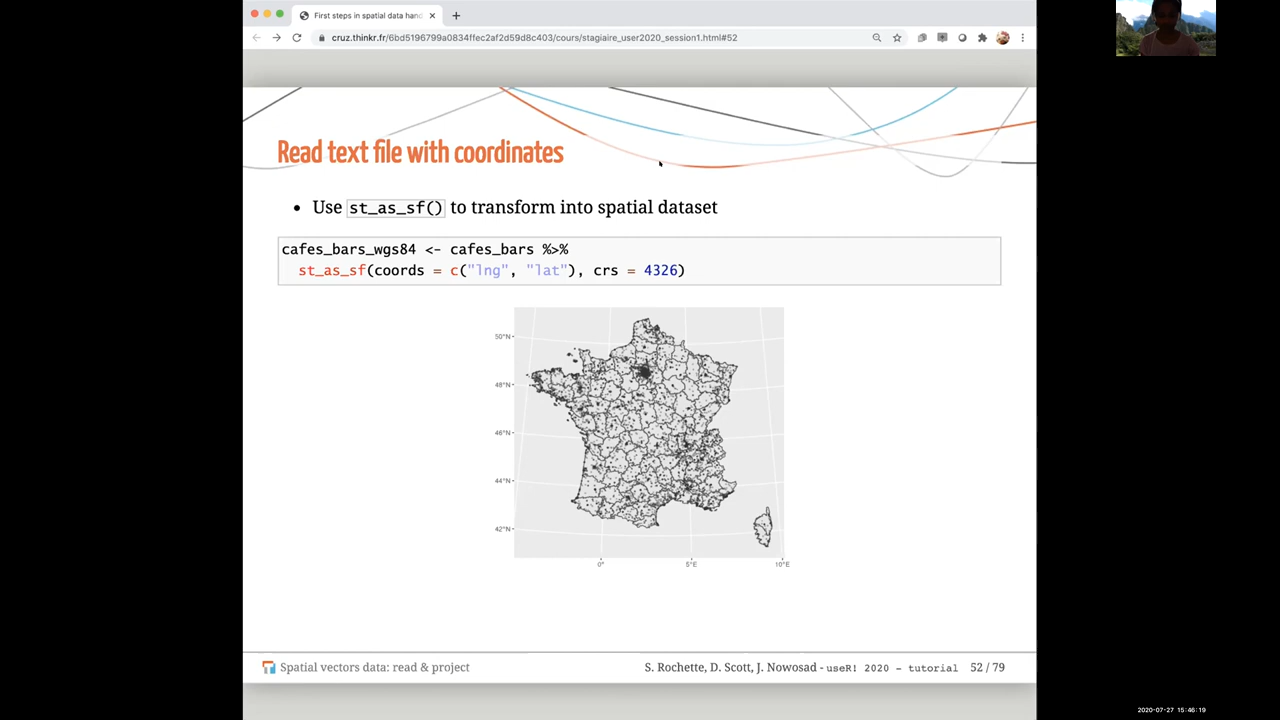 First steps in spatial data han
cruz.thinkr.fr/6bd5196799a0834ffec2af2d59d8c403/cours/stagiaire_user2020_session1.html#52
Read text file with coordinates
• Use st_as_sf() to transform into spatial dataset
cafes_bars_wgs84 <- cafes_bars %>%
st_as_sf(coords = c("lng", "lat"), crs = 4326)
50°N
48°N
46°N
44°N
42°N
0° 5°E 10°E
Spatial vectors data: read & project S. Rochette, D. Scott, J. Nowosad - useR! 2020 - tutorial 52 / 79
2020-07-27 15:46:19